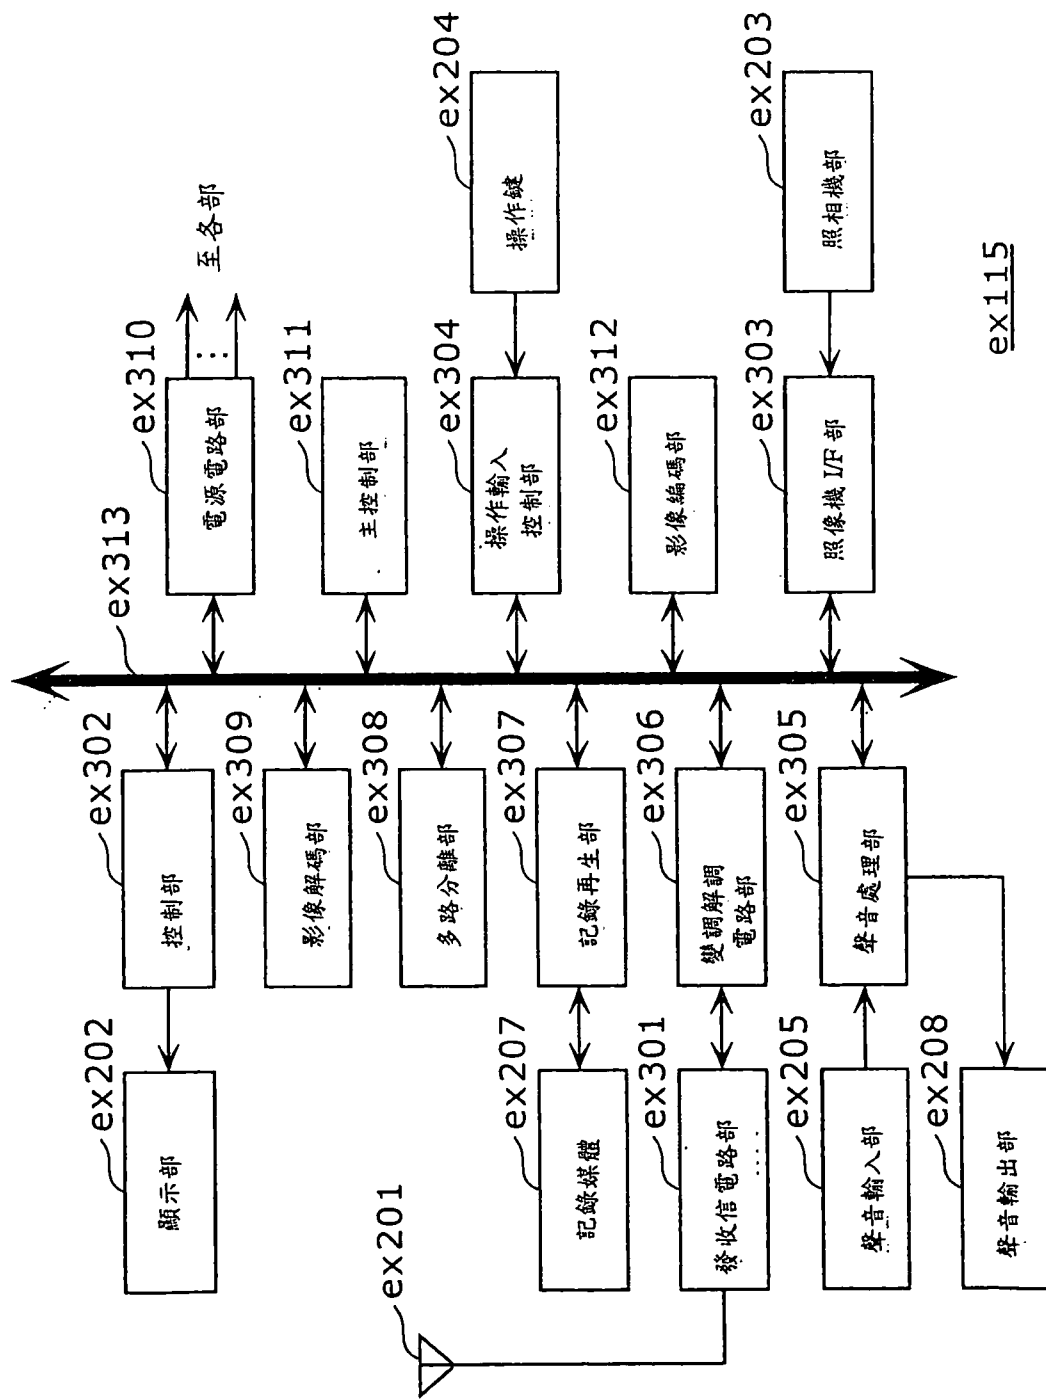 ex204
操作鍵
ex203
照相機部
ex115
至各部
ex310
電源電路部
ex311
主控制部
ex304
操作輸入
控制部
ex312
影像編碼部
ex303
照像機 I/F部
ex313
ex302
控制部
ex309
影像解碼部
ex308
多路分離部
ex307
記錄再生部
ex306
變調解調
電路部
ex305
聲音處理部
ex202
顯示部
ex207
記錄媒體
ex301
發收信電路部
ex205
聲音輸入部
ex208
聲音輸出部
ex201